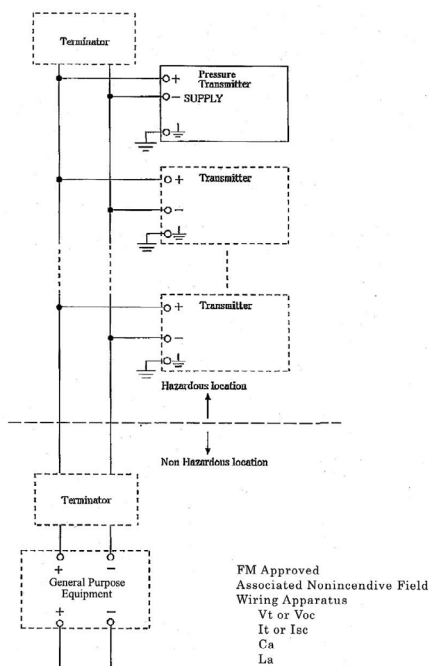 Terminator
+ Pressure Transmitter
− SUPPLY
+ Transmitter
−
+ Transmitter
−
Hazardous location
Non Hazardous location
Terminator
+ −
General Purpose
Equipment
+ −
FM Approved
Associated Nonincendive Field
Wiring Apparatus
Vt or Voc
It or Isc
Ca
La